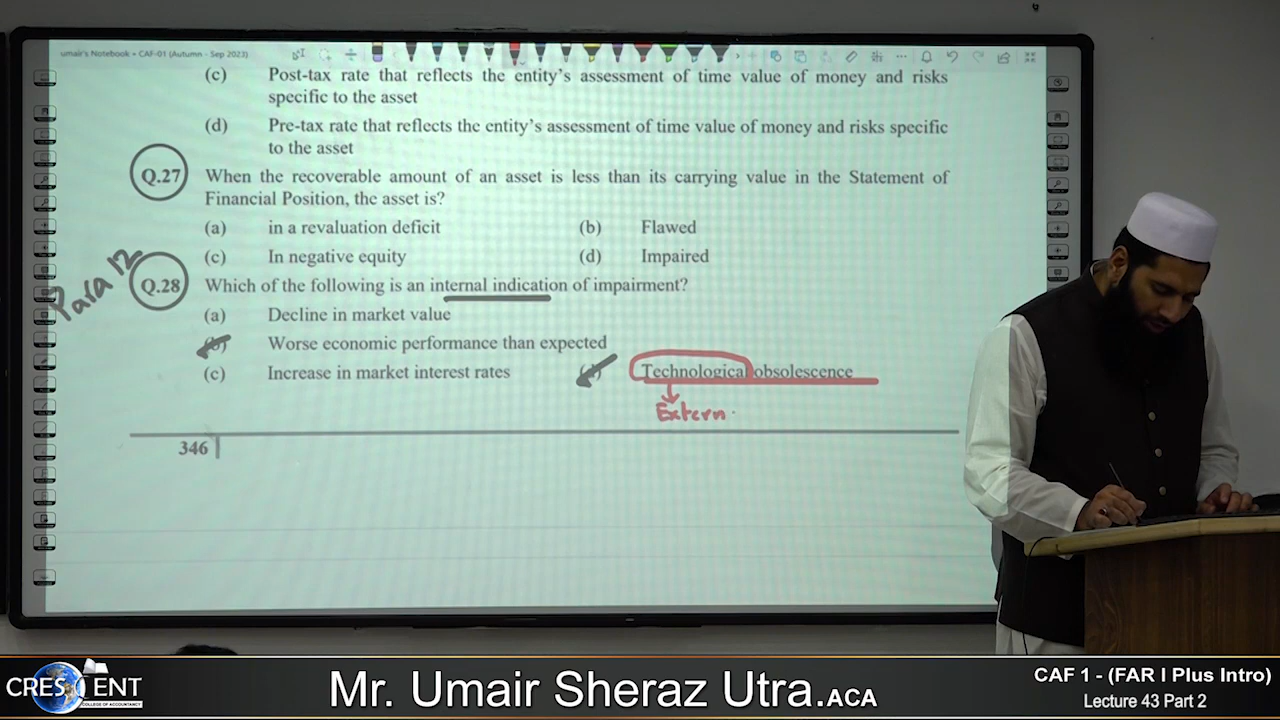 umair's Notebook • CAF-01 (Autumn - Sep 2023)
(c) Post-tax rate that reflects the entity's assessment of time value of money and risks
specific to the asset
(d) Pre-tax rate that reflects the entity's assessment of time value of money and risks specific
to the asset
Q.27 When the recoverable amount of an asset is less than its carrying value in the Statement of
Financial Position, the asset is?
(a) in a revaluation deficit (b) Flawed
(c) In negative equity (d) Impaired
Para 12
Q.28 Which of the following is an internal indication of impairment?
(a) Decline in market value
(b) Worse economic performance than expected
(c) Increase in market interest rates (d) Technological obsolescence
Extern
346
CRESCENT
COLLEGE OF ACCOUNTANCY
Mr. Umair Sheraz Utra.ACA
CAF 1 - (FAR I Plus Intro)
Lecture 43 Part 2